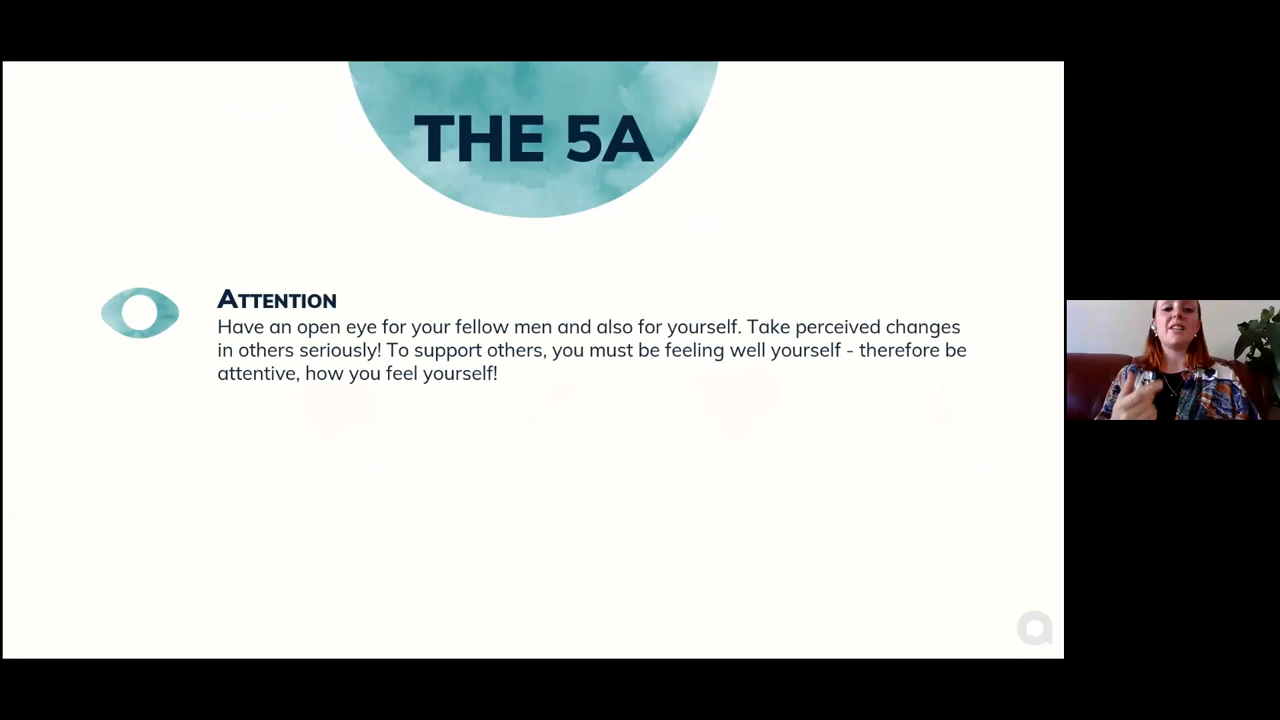 THE 5A
ATTENTION
Have an open eye for your fellow men and also for yourself. Take perceived changes
in others seriously! To support others, you must be feeling well yourself - therefore be
attentive, how you feel yourself!